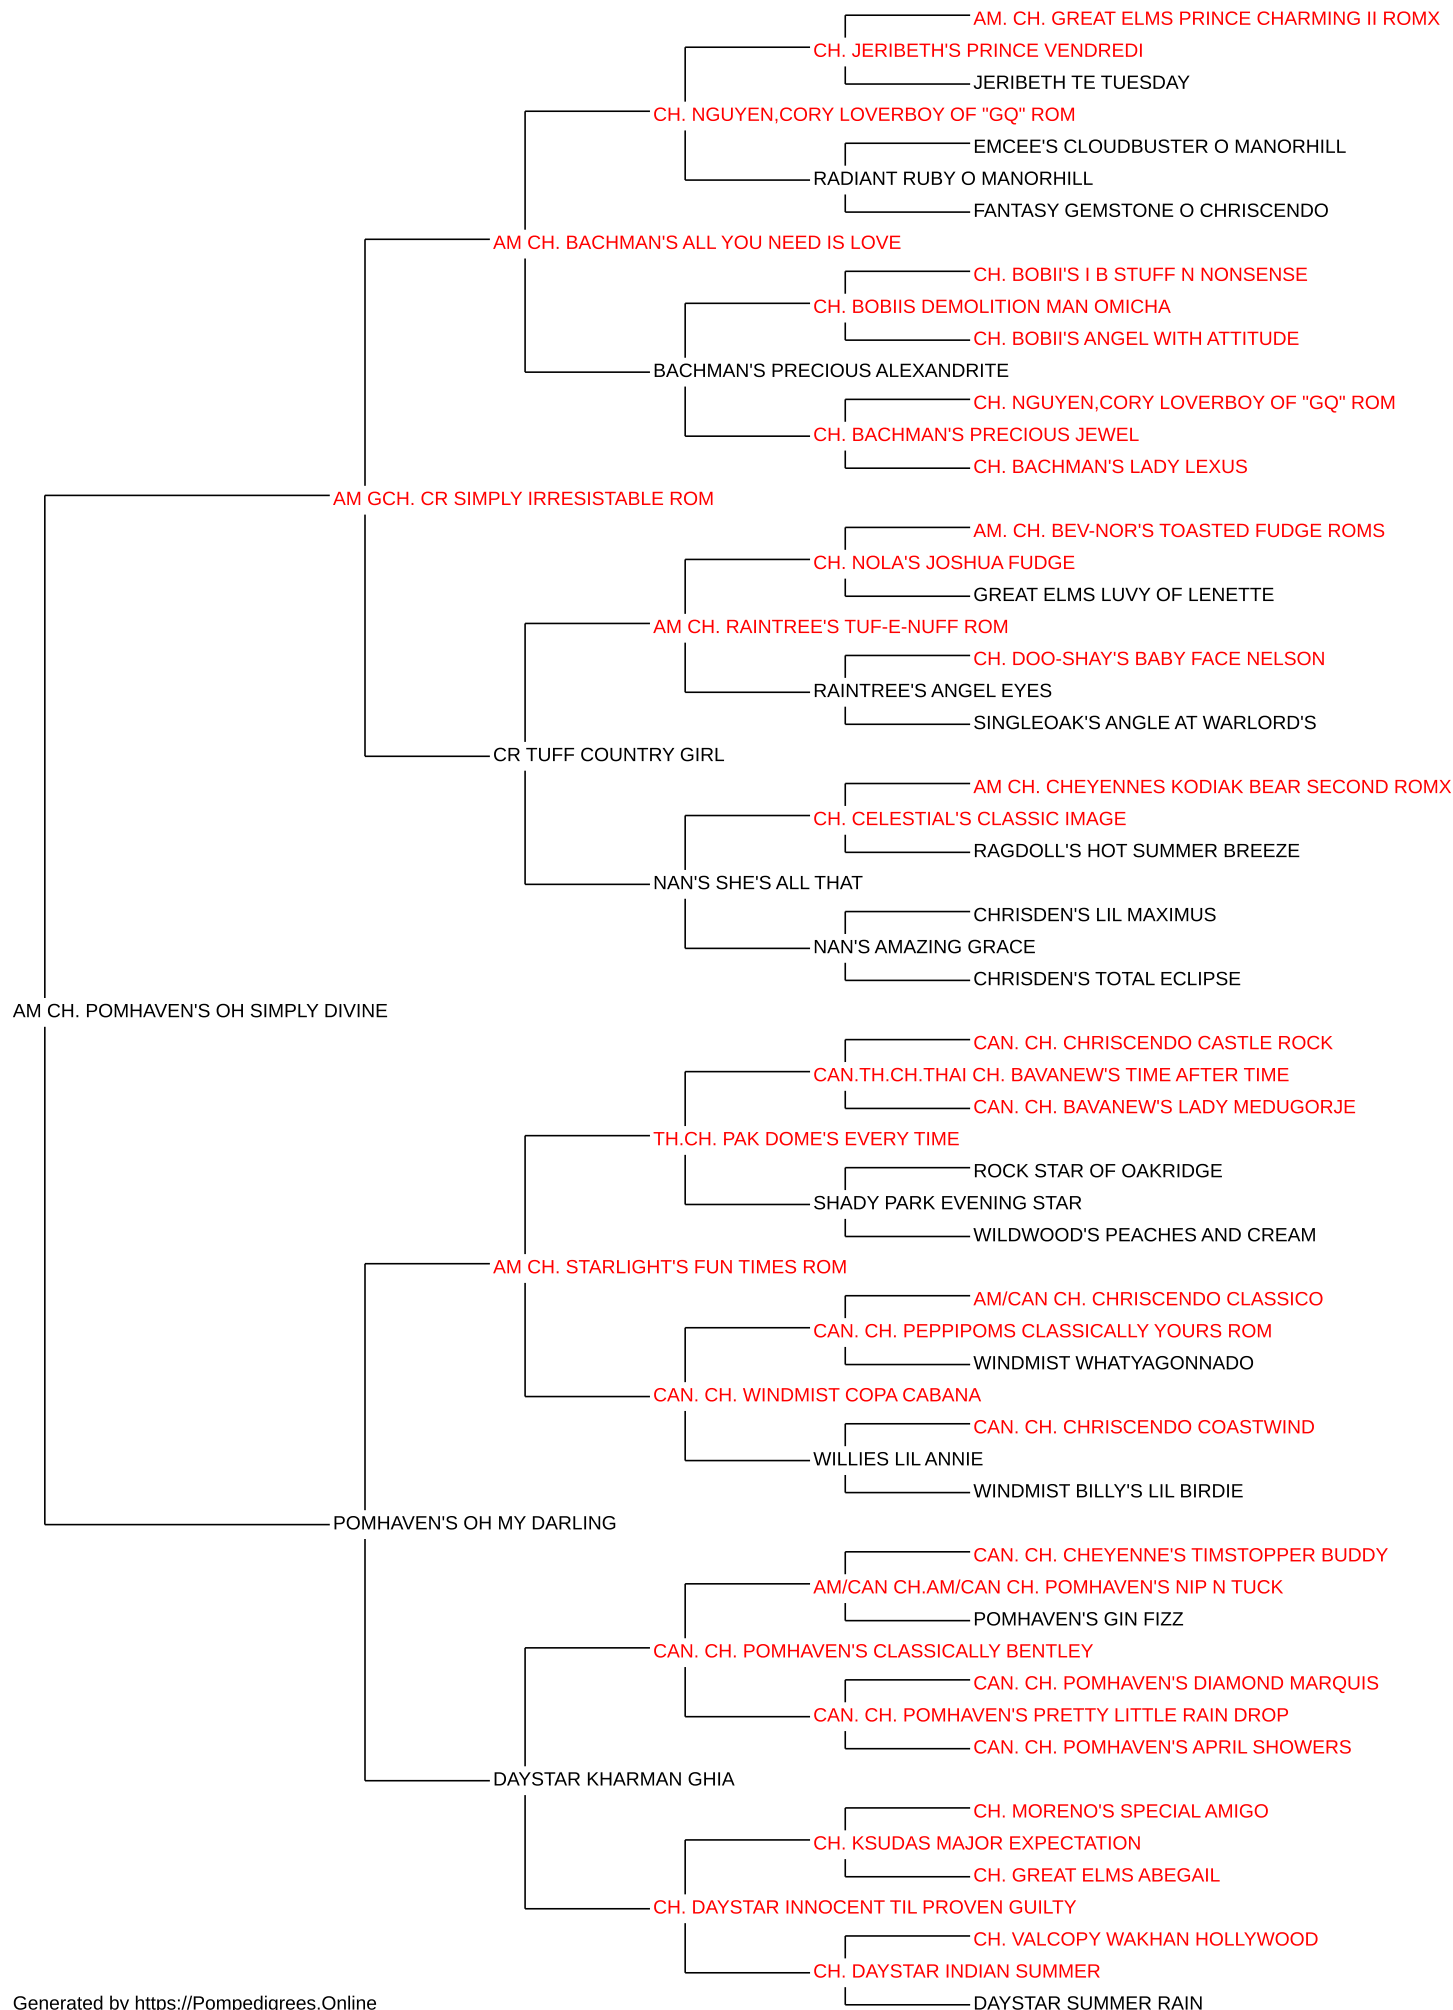 AM. CH. GREAT ELMS PRINCE CHARMING II ROMX
CH. JERIBETH'S PRINCE VENDREDI
JERIBETH TE TUESDAY
CH. NGUYEN,CORY LOVERBOY OF "GQ" ROM
EMCEE'S CLOUDBUSTER O MANORHILL
RADIANT RUBY O MANORHILL
FANTASY GEMSTONE O CHRISCENDO
AM CH. BACHMAN'S ALL YOU NEED IS LOVE
CH. BOBII'S I B STUFF N NONSENSE
CH. BOBIIS DEMOLITION MAN OMICHA
CH. BOBII'S ANGEL WITH ATTITUDE
BACHMAN'S PRECIOUS ALEXANDRITE
CH. NGUYEN,CORY LOVERBOY OF "GQ" ROM
CH. BACHMAN'S PRECIOUS JEWEL
CH. BACHMAN'S LADY LEXUS
AM GCH. CR SIMPLY IRRESISTABLE ROM
AM. CH. BEV-NOR'S TOASTED FUDGE ROMS
CH. NOLA'S JOSHUA FUDGE
GREAT ELMS LUVY OF LENETTE
AM CH. RAINTREE'S TUF-E-NUFF ROM
CH. DOO-SHAY'S BABY FACE NELSON
RAINTREE'S ANGEL EYES
SINGLEOAK'S ANGLE AT WARLORD'S
CR TUFF COUNTRY GIRL
AM CH. CHEYENNES KODIAK BEAR SECOND ROMX
CH. CELESTIAL'S CLASSIC IMAGE
RAGDOLL'S HOT SUMMER BREEZE
NAN'S SHE'S ALL THAT
CHRISDEN'S LIL MAXIMUS
NAN'S AMAZING GRACE
CHRISDEN'S TOTAL ECLIPSE
AM CH. POMHAVEN'S OH SIMPLY DIVINE
CAN. CH. CHRISCENDO CASTLE ROCK
CAN.TH.CH.THAI CH. BAVANEW'S TIME AFTER TIME
CAN. CH. BAVANEW'S LADY MEDUGORJE
TH.CH. PAK DOME'S EVERY TIME
ROCK STAR OF OAKRIDGE
SHADY PARK EVENING STAR
WILDWOOD'S PEACHES AND CREAM
AM CH. STARLIGHT'S FUN TIMES ROM
AM/CAN CH. CHRISCENDO CLASSICO
CAN. CH. PEPPIPOMS CLASSICALLY YOURS ROM
WINDMIST WHATYAGONNADO
CAN. CH. WINDMIST COPA CABANA
CAN. CH. CHRISCENDO COASTWIND
WILLIES LIL ANNIE
WINDMIST BILLY'S LIL BIRDIE
POMHAVEN'S OH MY DARLING
CAN. CH. CHEYENNE'S TIMSTOPPER BUDDY
AM/CAN CH.AM/CAN CH. POMHAVEN'S NIP N TUCK
POMHAVEN'S GIN FIZZ
CAN. CH. POMHAVEN'S CLASSICALLY BENTLEY
CAN. CH. POMHAVEN'S DIAMOND MARQUIS
CAN. CH. POMHAVEN'S PRETTY LITTLE RAIN DROP
CAN. CH. POMHAVEN'S APRIL SHOWERS
DAYSTAR KHARMAN GHIA
CH. MORENO'S SPECIAL AMIGO
CH. KSUDAS MAJOR EXPECTATION
CH. GREAT ELMS ABEGAIL
CH. DAYSTAR INNOCENT TIL PROVEN GUILTY
CH. VALCOPY WAKHAN HOLLYWOOD
CH. DAYSTAR INDIAN SUMMER
DAYSTAR SUMMER RAIN
Generated by https://Pompedigrees.Online